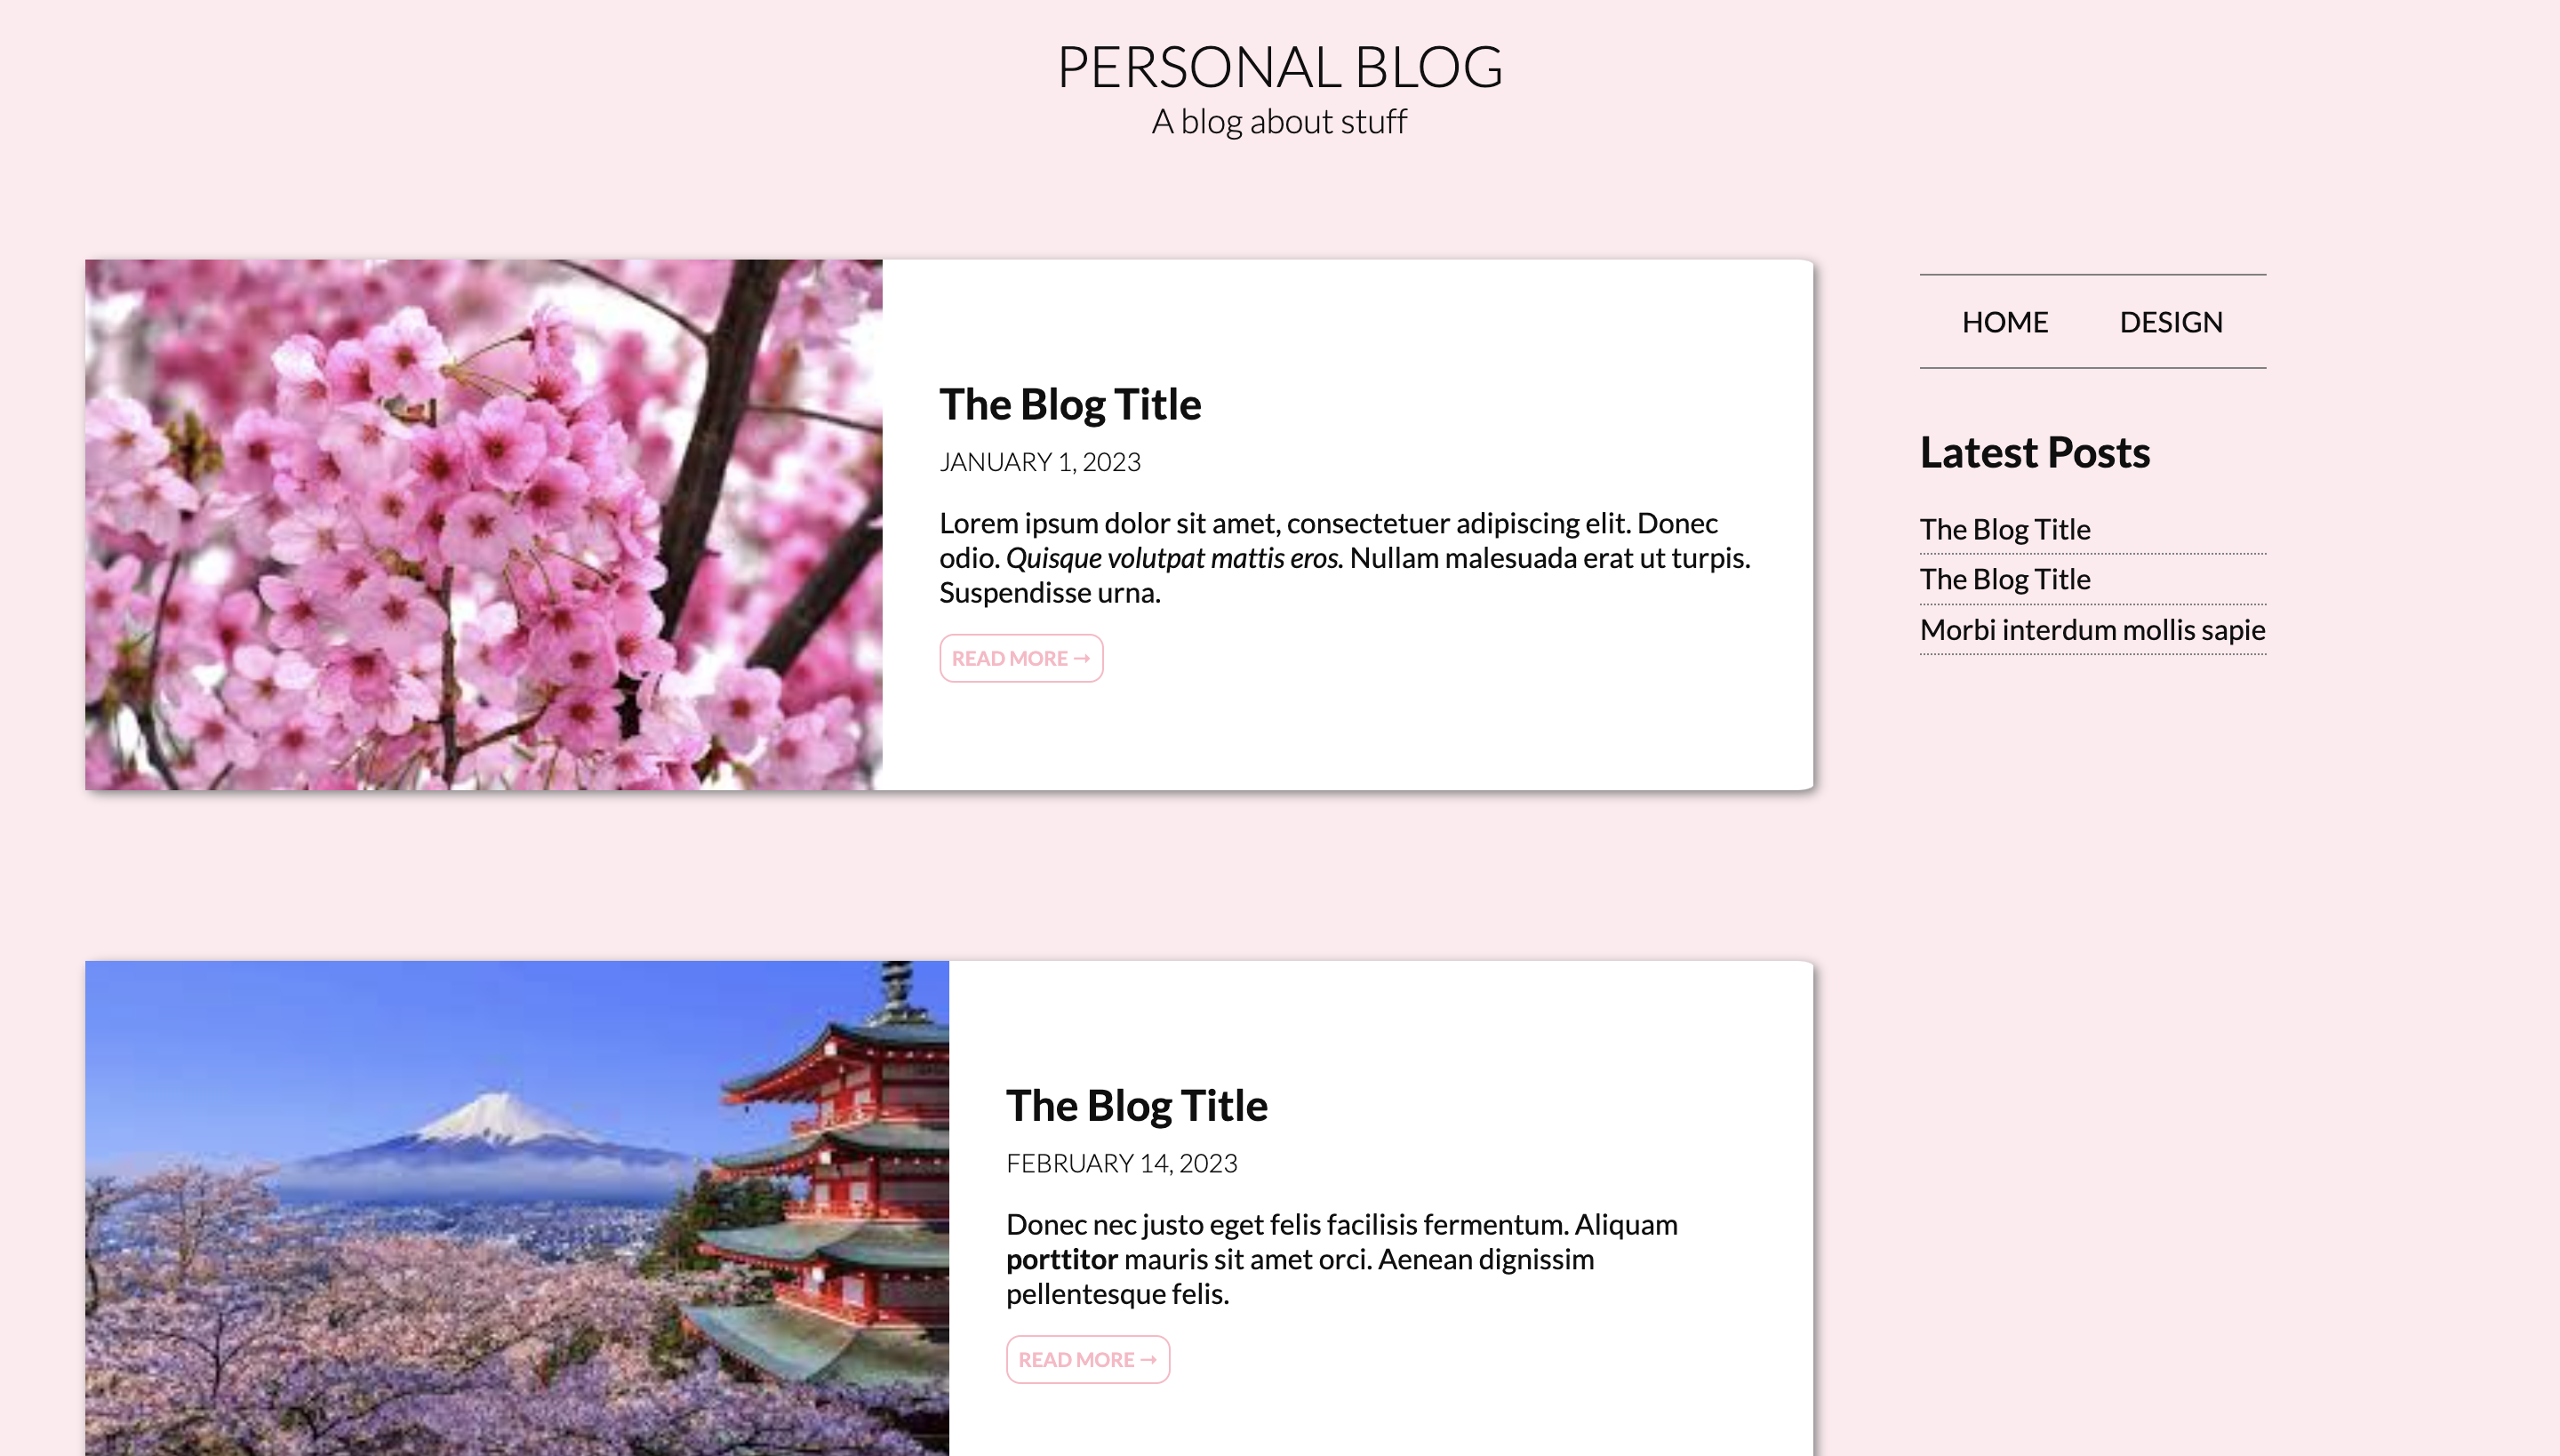 PERSONAL BLOG
A blog about stuff
The Blog Title
JANUARY 1, 2023
Lorem ipsum dolor sit amet, consectetuer adipiscing elit. Donec
odio. Quisque volutpat mattis eros. Nullam malesuada erat ut turpis.
Suspendisse urna.
READ MORE →
HOME DESIGN
Latest Posts
The Blog Title
The Blog Title
Morbi interdum mollis sapie
The Blog Title
FEBRUARY 14, 2023
Donec nec justo eget felis facilisis fermentum. Aliquam
porttitor mauris sit amet orci. Aenean dignissim
pellentesque felis.
READ MORE →